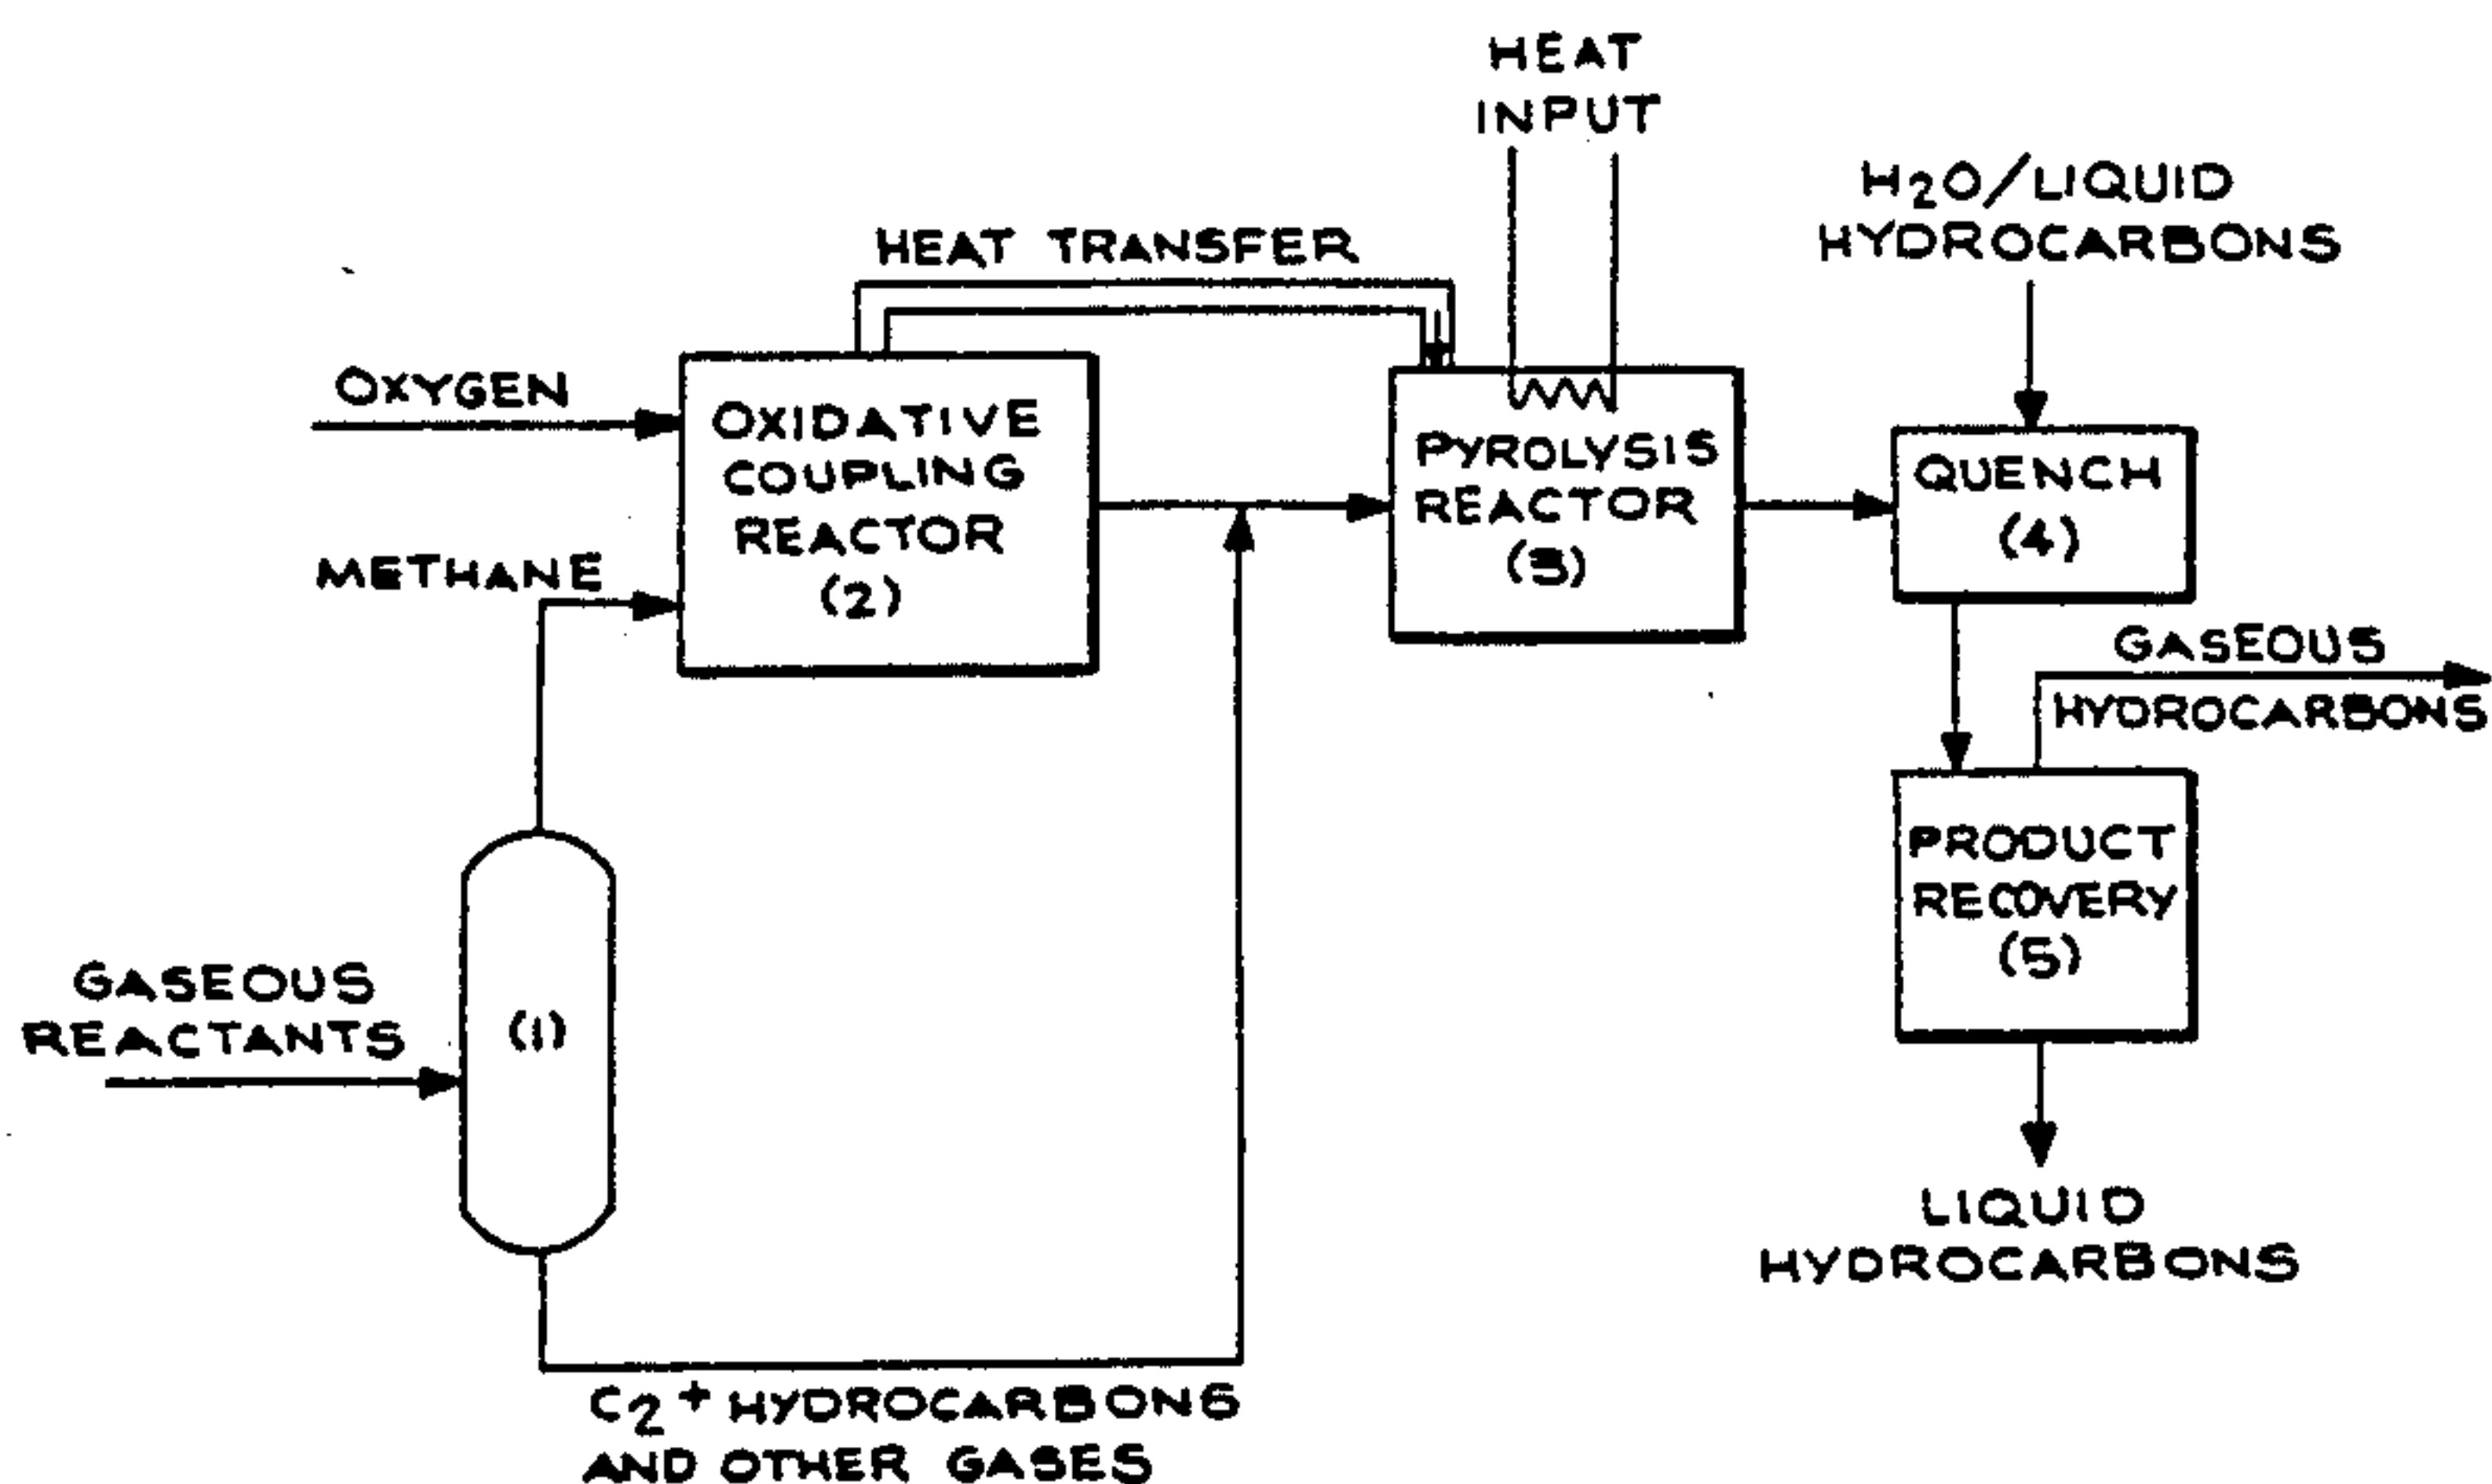 HEAT
INPUT
H2O/LIQUID
HYDROCARBONS
HEAT TRANSFER
OXYGEN
OXIDATIVE
COUPLING
REACTOR
(2)
METHANE
PYROLYSIS
REACTOR
(3)
QUENCH
(4)
GASEOUS
HYDROCARBONS
PRODUCT
RECOVERY
(5)
GASEOUS
REACTANTS
(1)
LIQUID
HYDROCARBONS
C2+ HYDROCARBONS
AND OTHER GASES